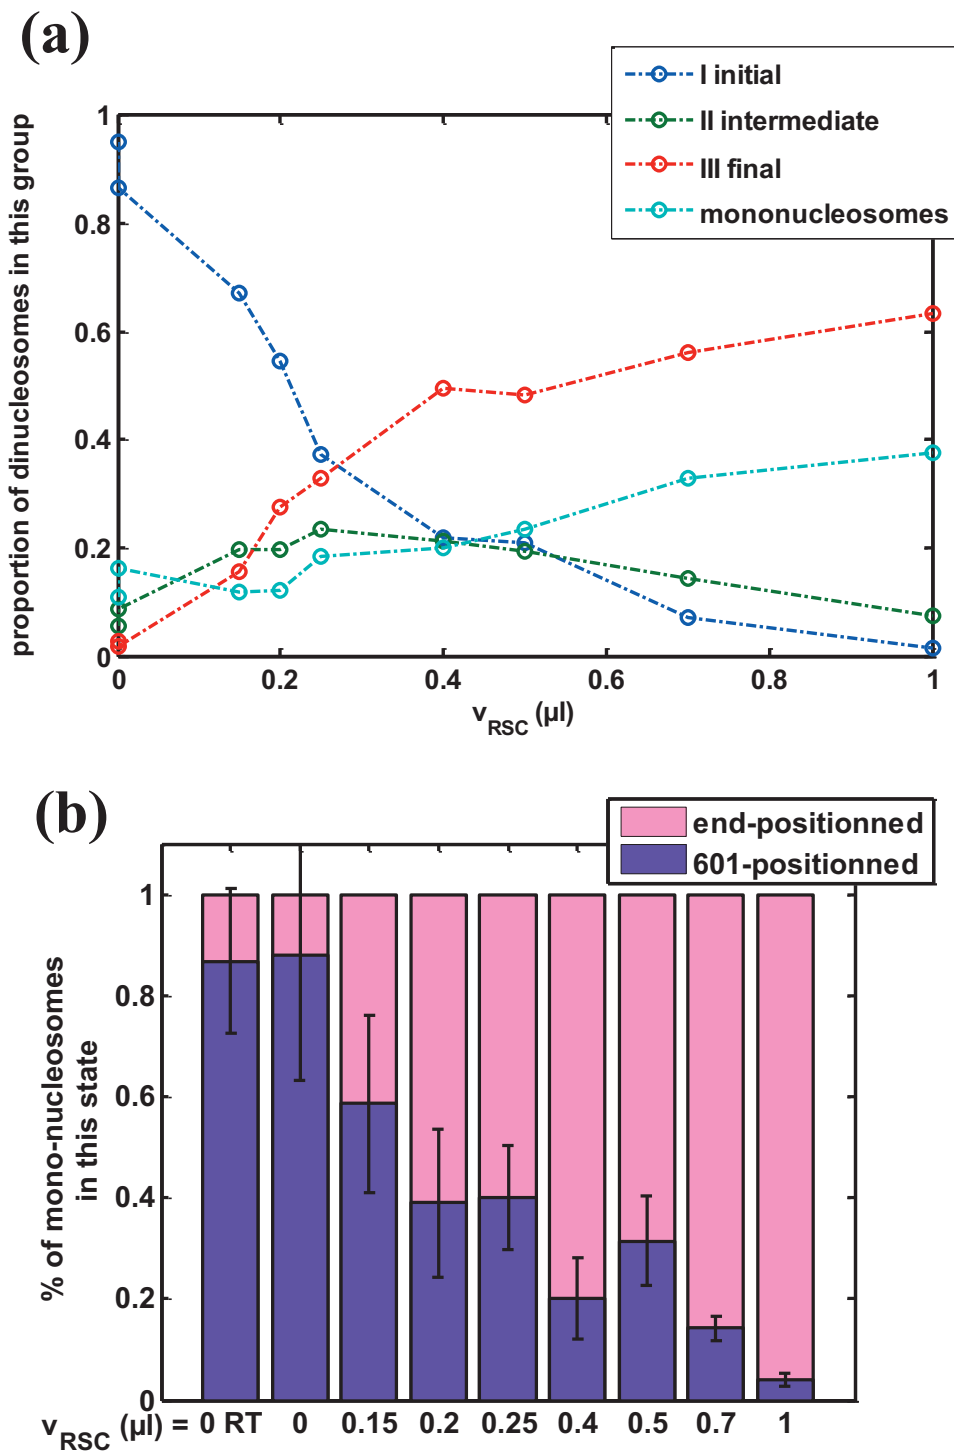 (a)
I initial
II intermediate
III final
mononucleosomes
proportion of dinucleosomes in this group
1
0.8
0.6
0.4
0.2
0
0 0.2 0.4 0.6 0.8 1
vRSC (µl)
(b)
end-positionned
601-positionned
% of mono-nucleosomes
in this state
1
0.8
0.6
0.4
0.2
0
vRSC (µl) = 0 RT 0 0.15 0.2 0.25 0.4 0.5 0.7 1